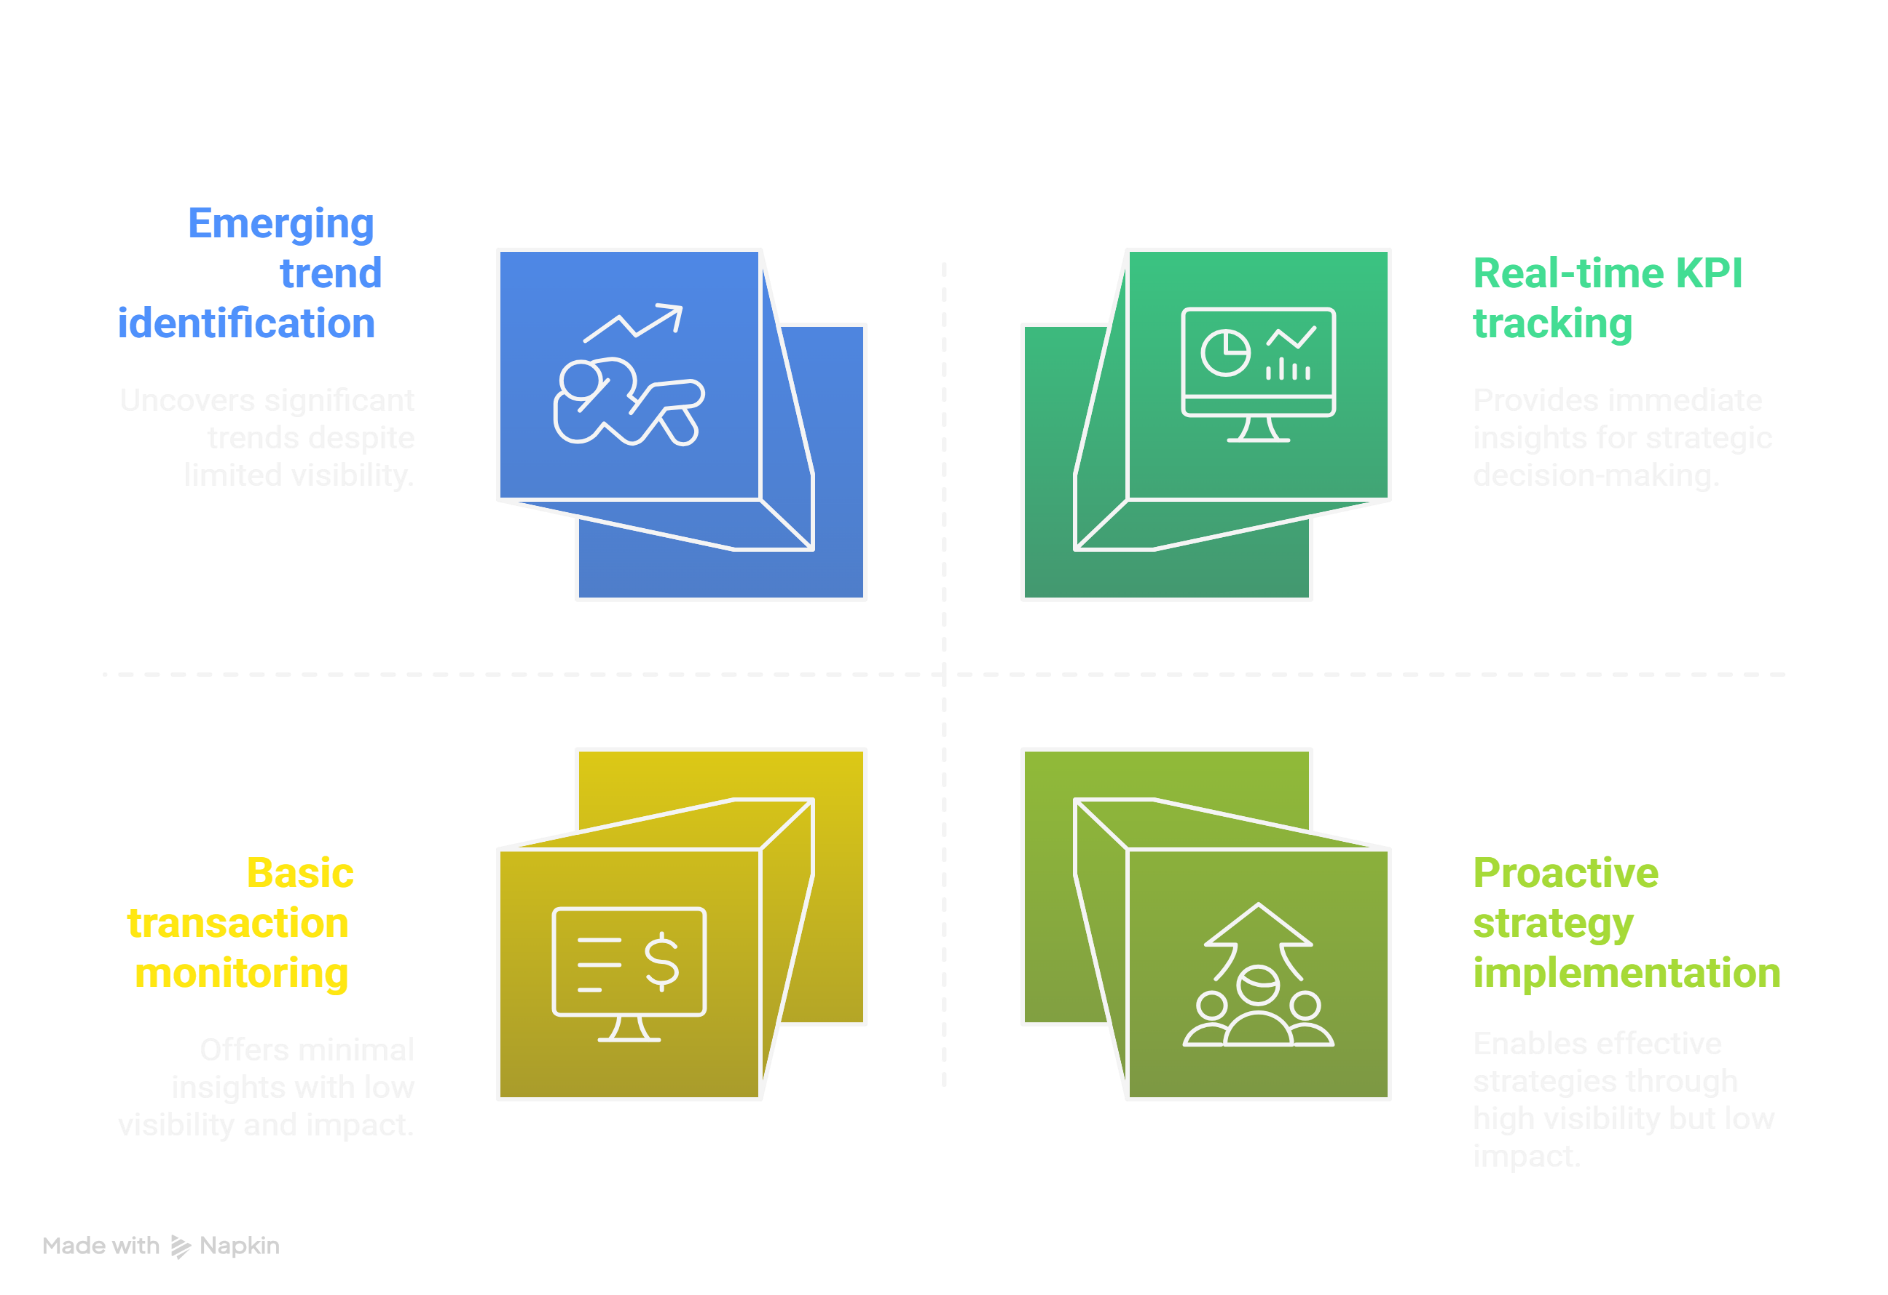 Emerging
trend
identification
Uncovers significant
trends despite
limited visibility.
Real-time KPI
tracking
Provides immediate
insights for strategic
decision-making.
Basic
transaction
monitoring
Offers minimal
insights with low
visibility and impact.
Proactive
strategy
implementation
Enables effective
strategies through
high visibility but low
impact.
Made with Napkin